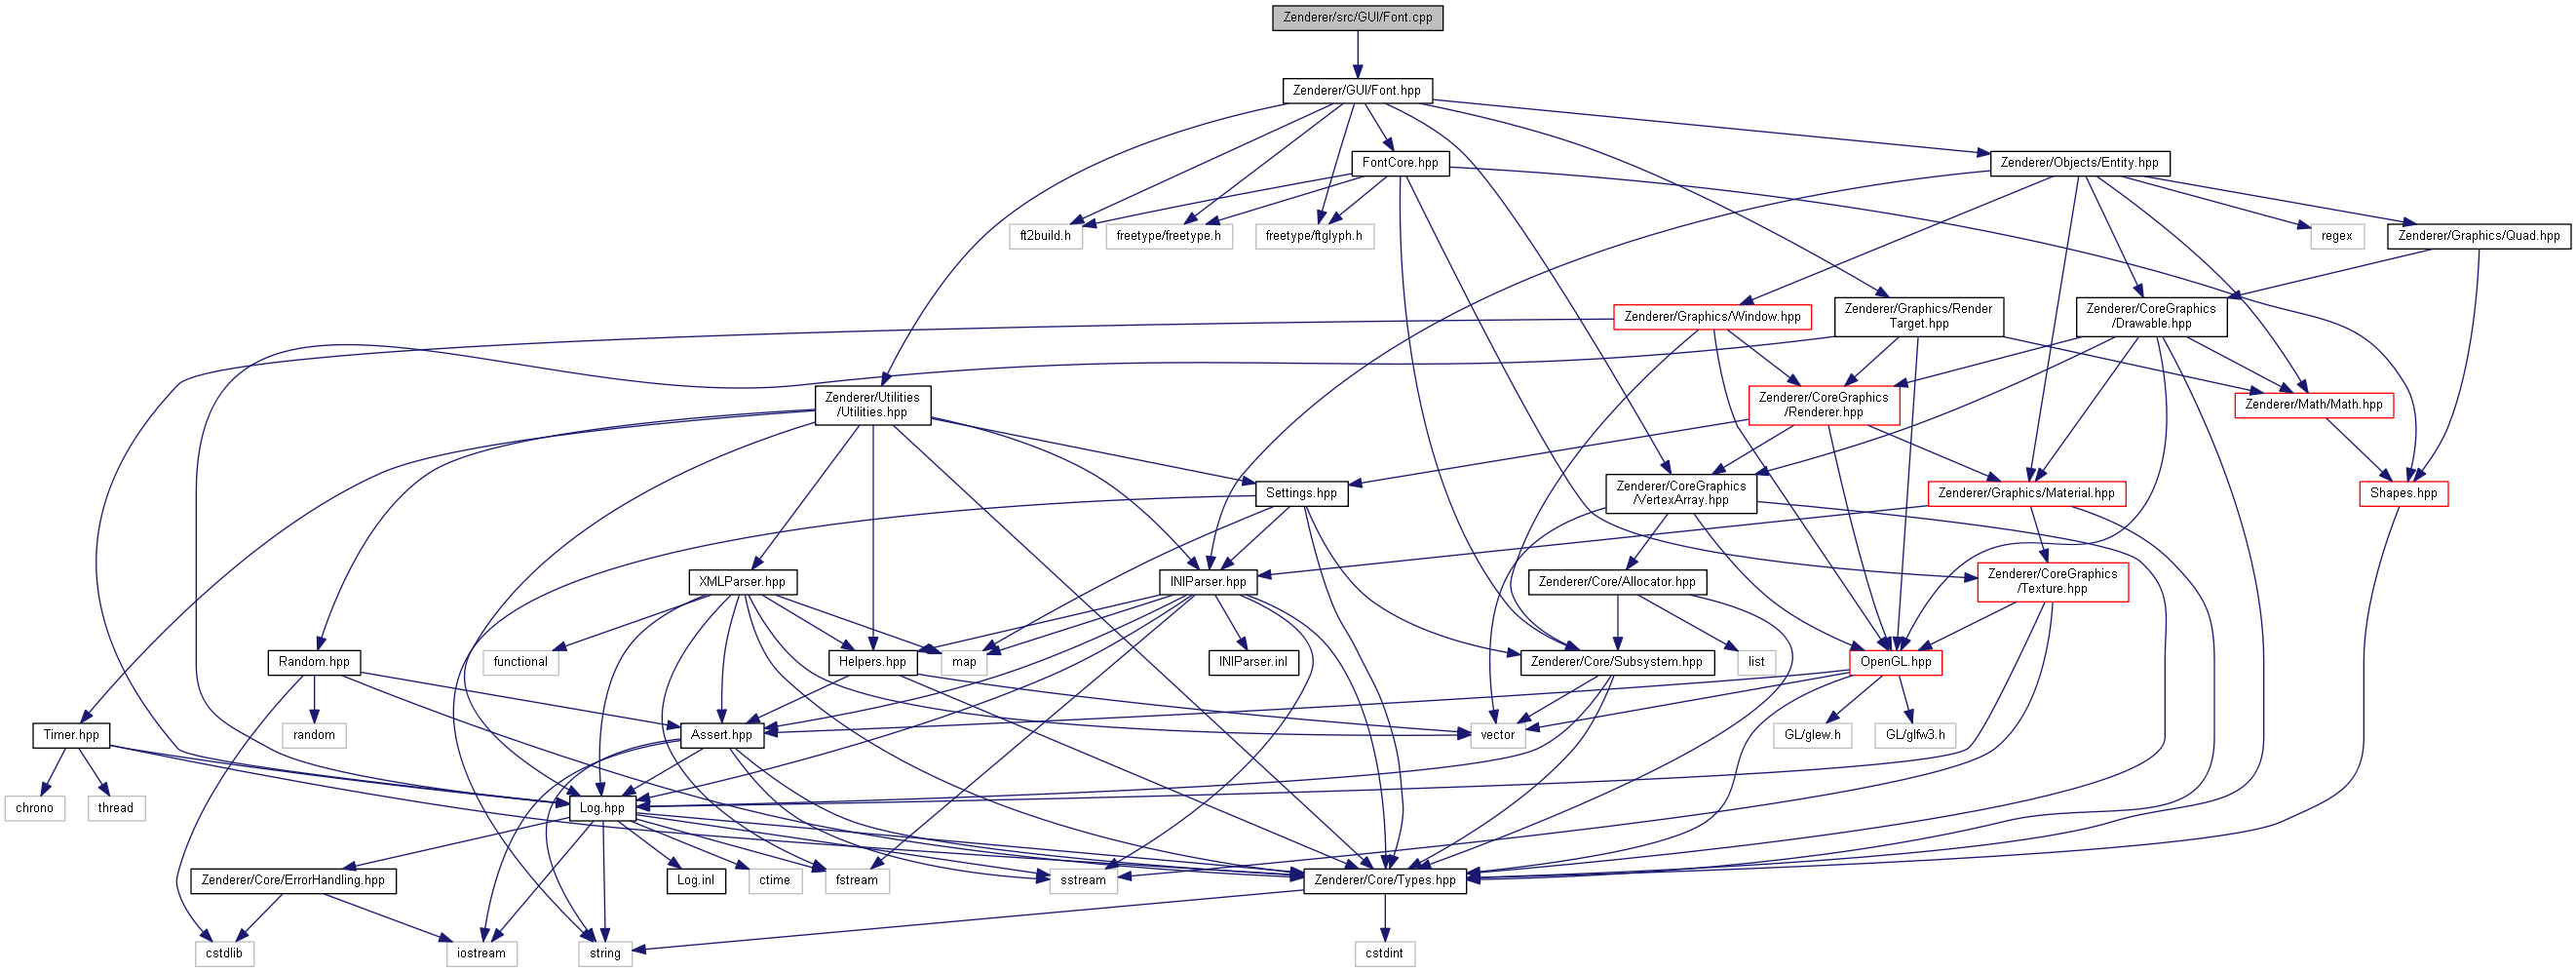 Zenderer/src/GUI/Font.cpp
Zenderer/GUI/Font.hpp
FontCore.hpp
Zenderer/Objects/Entity.hpp
ft2build.h
freetype/freetype.h
freetype/ftglyph.h
regex
Zenderer/Graphics/Quad.hpp
Zenderer/Graphics/Window.hpp
Zenderer/Graphics/Render
Target.hpp
Zenderer/CoreGraphics
/Drawable.hpp
Zenderer/Utilities
/Utilities.hpp
Zenderer/CoreGraphics
/Renderer.hpp
Zenderer/Math/Math.hpp
Settings.hpp
Zenderer/CoreGraphics
/VertexArray.hpp
Zenderer/Graphics/Material.hpp
Shapes.hpp
XMLParser.hpp
INIParser.hpp
Zenderer/Core/Allocator.hpp
Zenderer/CoreGraphics
/Texture.hpp
Random.hpp
functional
Helpers.hpp
map
INIParser.inl
Zenderer/Core/Subsystem.hpp
list
OpenGL.hpp
Timer.hpp
random
Assert.hpp
vector
GL/glew.h
GL/glfw3.h
chrono
thread
Log.hpp
Zenderer/Core/ErrorHandling.hpp
Log.inl
ctime
fstream
sstream
Zenderer/Core/Types.hpp
cstdlib
iostream
string
cstdint